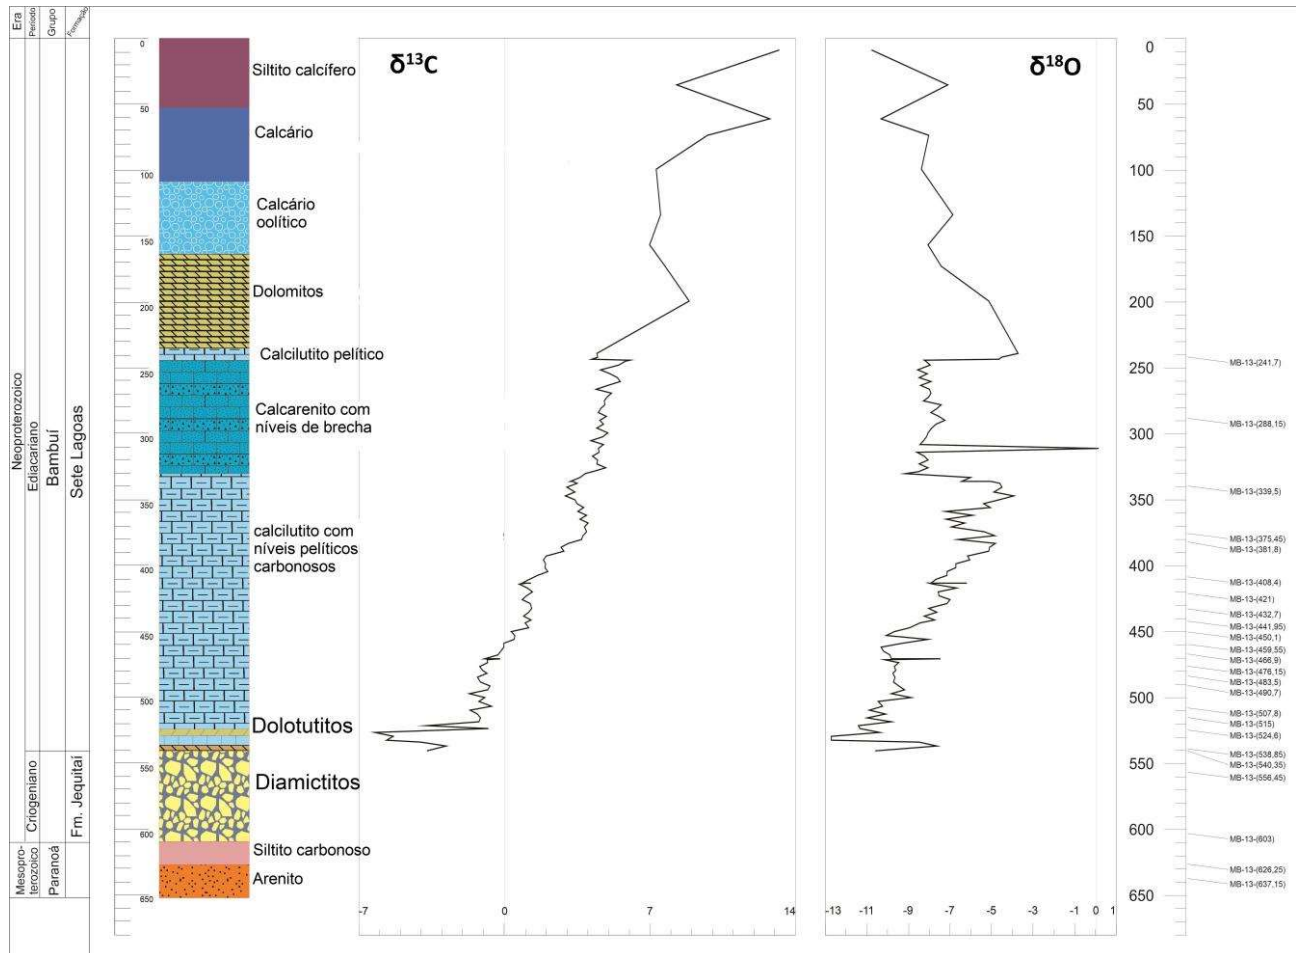 Era
Período
Grupo
Formação
Neoproterozoico
Ediacariano
Bambuí
Sete Lagoas
Criogeniano
Fm. Jequitaí
Mesopro-
terozoico
Paranoá
0
50
100
150
200
250
300
350
400
450
500
550
600
650
Siltito calcífero
Calcário
Calcário
oolítico
Dolomitos
Calcilutito pelítico
Calcarenito com
níveis de brecha
calcilutito com
níveis pelíticos
carbonosos
Dolotutitos
Diamictitos
Siltito carbonoso
Arenito
δ¹³C
-7 0 7 14
δ¹⁸O
-13 -11 -9 -7 -5 -3 -1 0 1
0
50
100
150
200
250
300
350
400
450
500
550
600
650
MB-13-(241,7)
MB-13-(288,15)
MB-13-(339,5)
MB-13-(375,45)
MB-13-(381,8)
MB-13-(408,4)
MB-13-(421)
MB-13-(432,7)
MB-13-(441,95)
MB-13-(450,1)
MB-13-(459,55)
MB-13-(466,9)
MB-13-(476,15)
MB-13-(483,5)
MB-13-(490,7)
MB-13-(507,8)
MB-13-(515)
MB-13-(524,6)
MB-13-(538,85)
MB-13-(540,35)
MB-13-(556,45)
MB-13-(603)
MB-13-(626,25)
MB-13-(637,15)